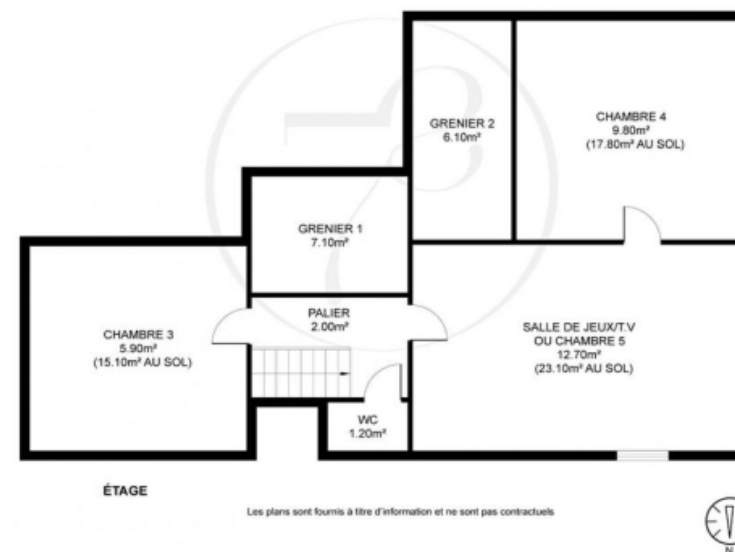 GRENIER 2
6.10m²
CHAMBRE 4
9.80m²
(17.80m² AU SOL)
GRENIER 1
7.10m²
PALIER
2.00m²
CHAMBRE 3
5.90m²
(15.10m² AU SOL)
SALLE DE JEUX/T.V
OU CHAMBRE 5
12.70m²
(23.10m² AU SOL)
WC
1.20m²
ÉTAGE
Les plans sont fournis à titre d'information et ne sont pas contractuels
N